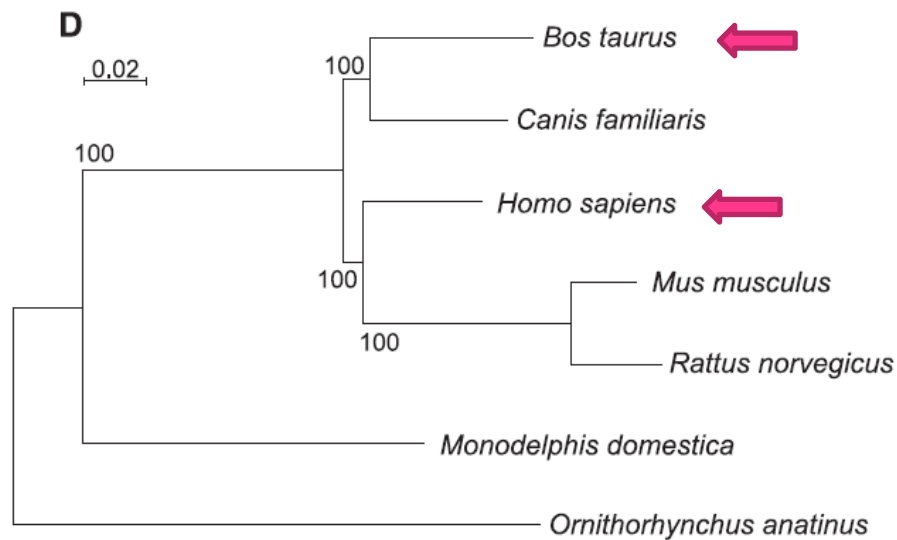 D
Bos taurus
0.02
100
Canis familiaris
100
Homo sapiens
100
Mus musculus
100
Rattus norvegicus
Monodelphis domestica
Ornithorhynchus anatinus